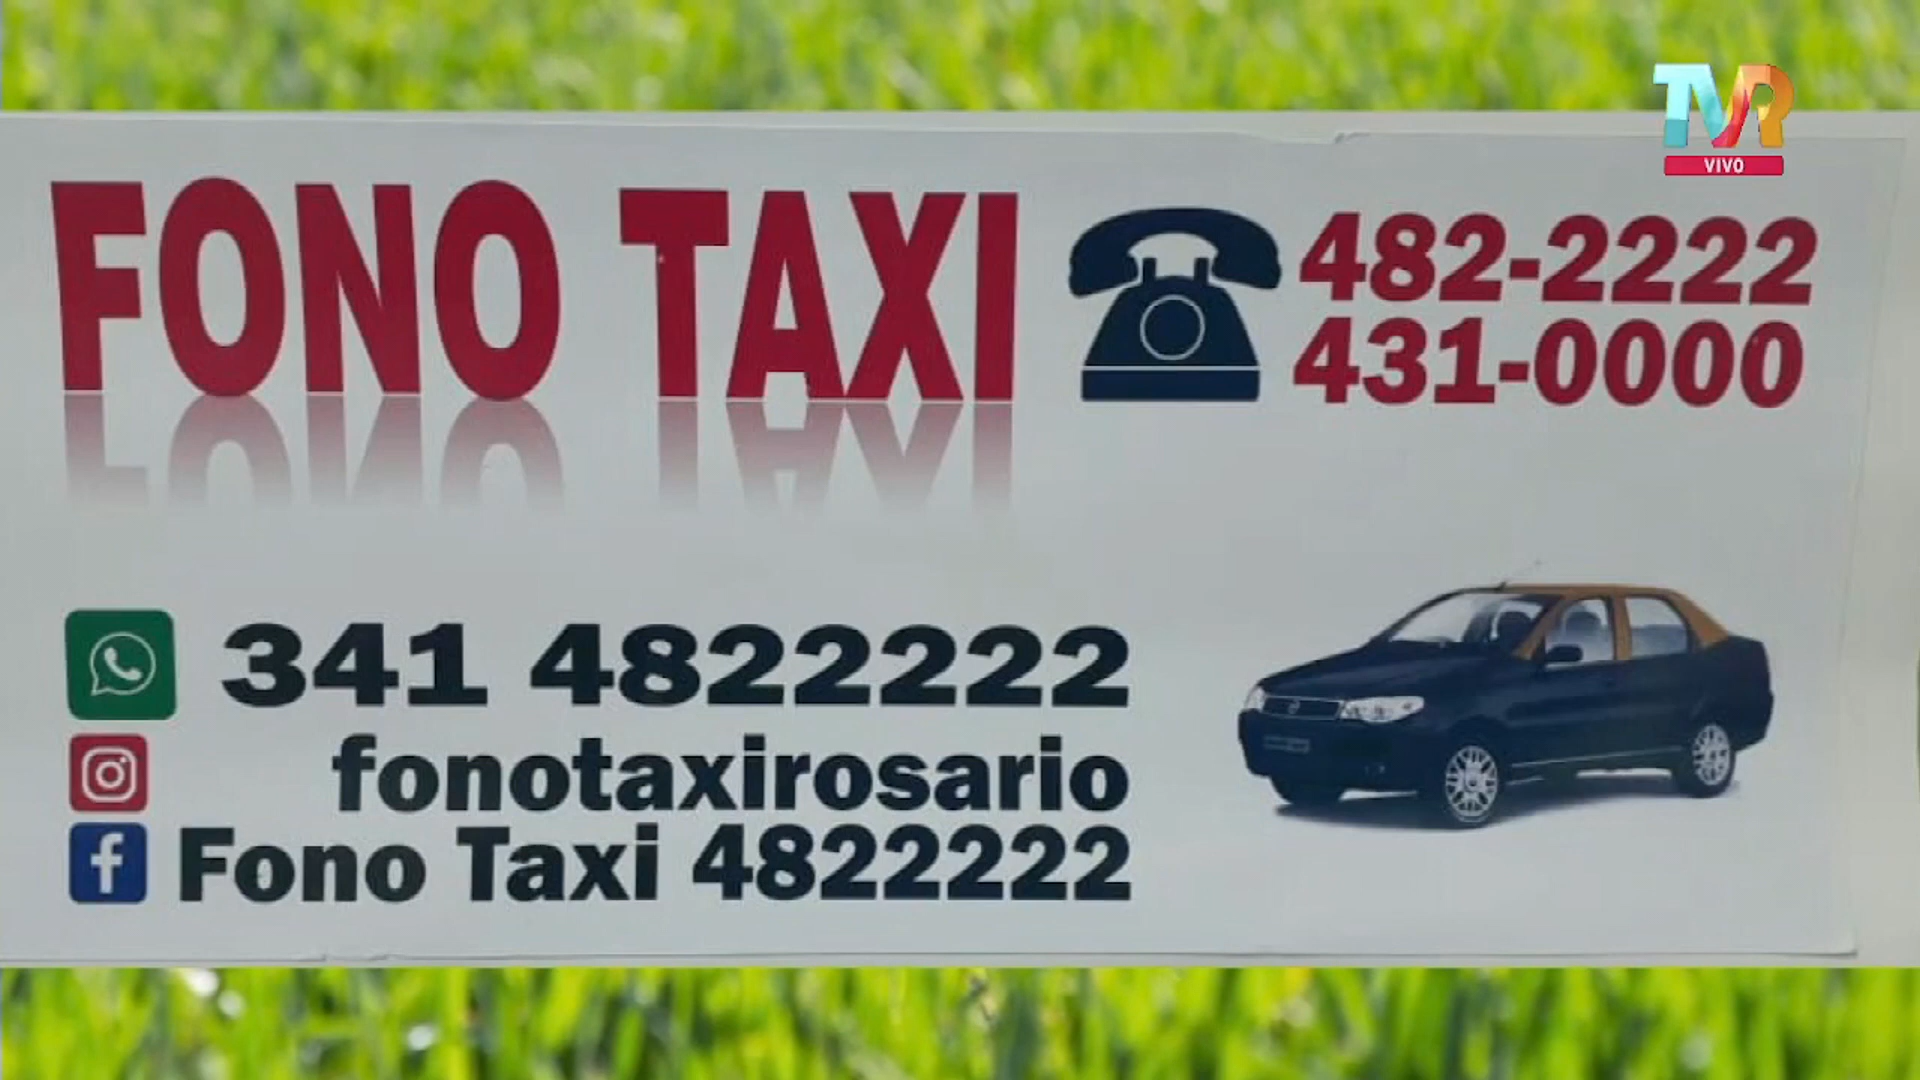 TVR
VIVO
FONO TAXI
482-2222
431-0000
341 4822222
fonotaxirosario
Fono Taxi 4822222